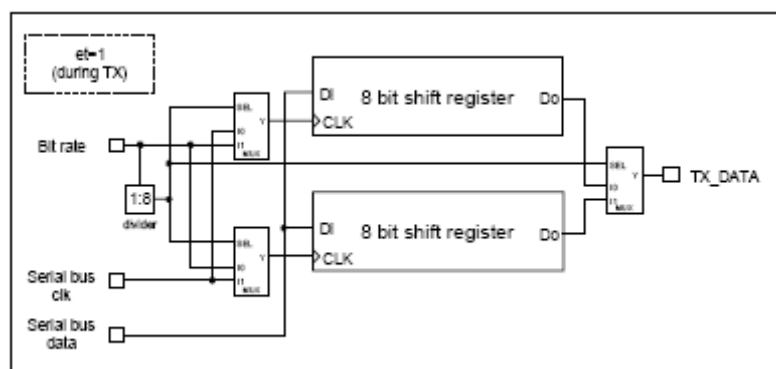 et=1
(during TX)
Bit rate
1:8
divider
Serial bus
clk
Serial bus
data
SEL
I0
I1
Y
MUX
SEL
I0
I1
Y
MUX
DI
8 bit shift register
Do
CLK
DI
8 bit shift register
Do
CLK
SEL
I0
I1
Y
MUX
TX_DATA